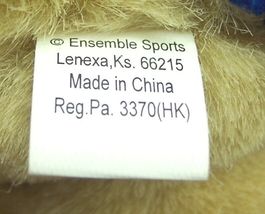 © Ensemble Sports
Lenexa,Ks. 66215
Made in China
Reg.Pa. 3370(HK)